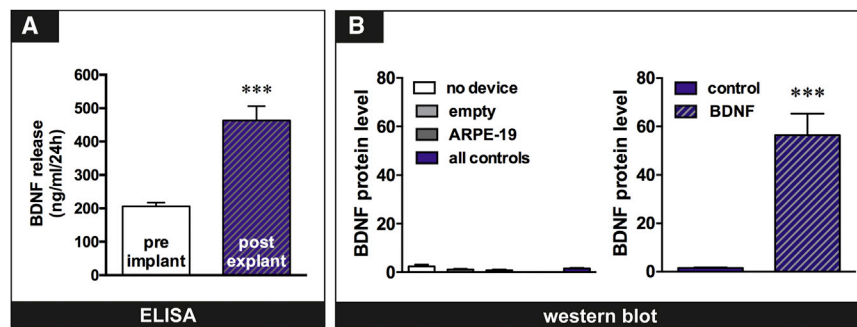 A
BDNF release
(ng/ml/24h)
600
500
400
300
200
100
0
***
pre
implant
post
explant
ELISA
B
BDNF protein level
80
60
40
20
0
no device
empty
ARPE-19
all controls
BDNF protein level
80
60
40
20
0
control
BDNF
***
western blot